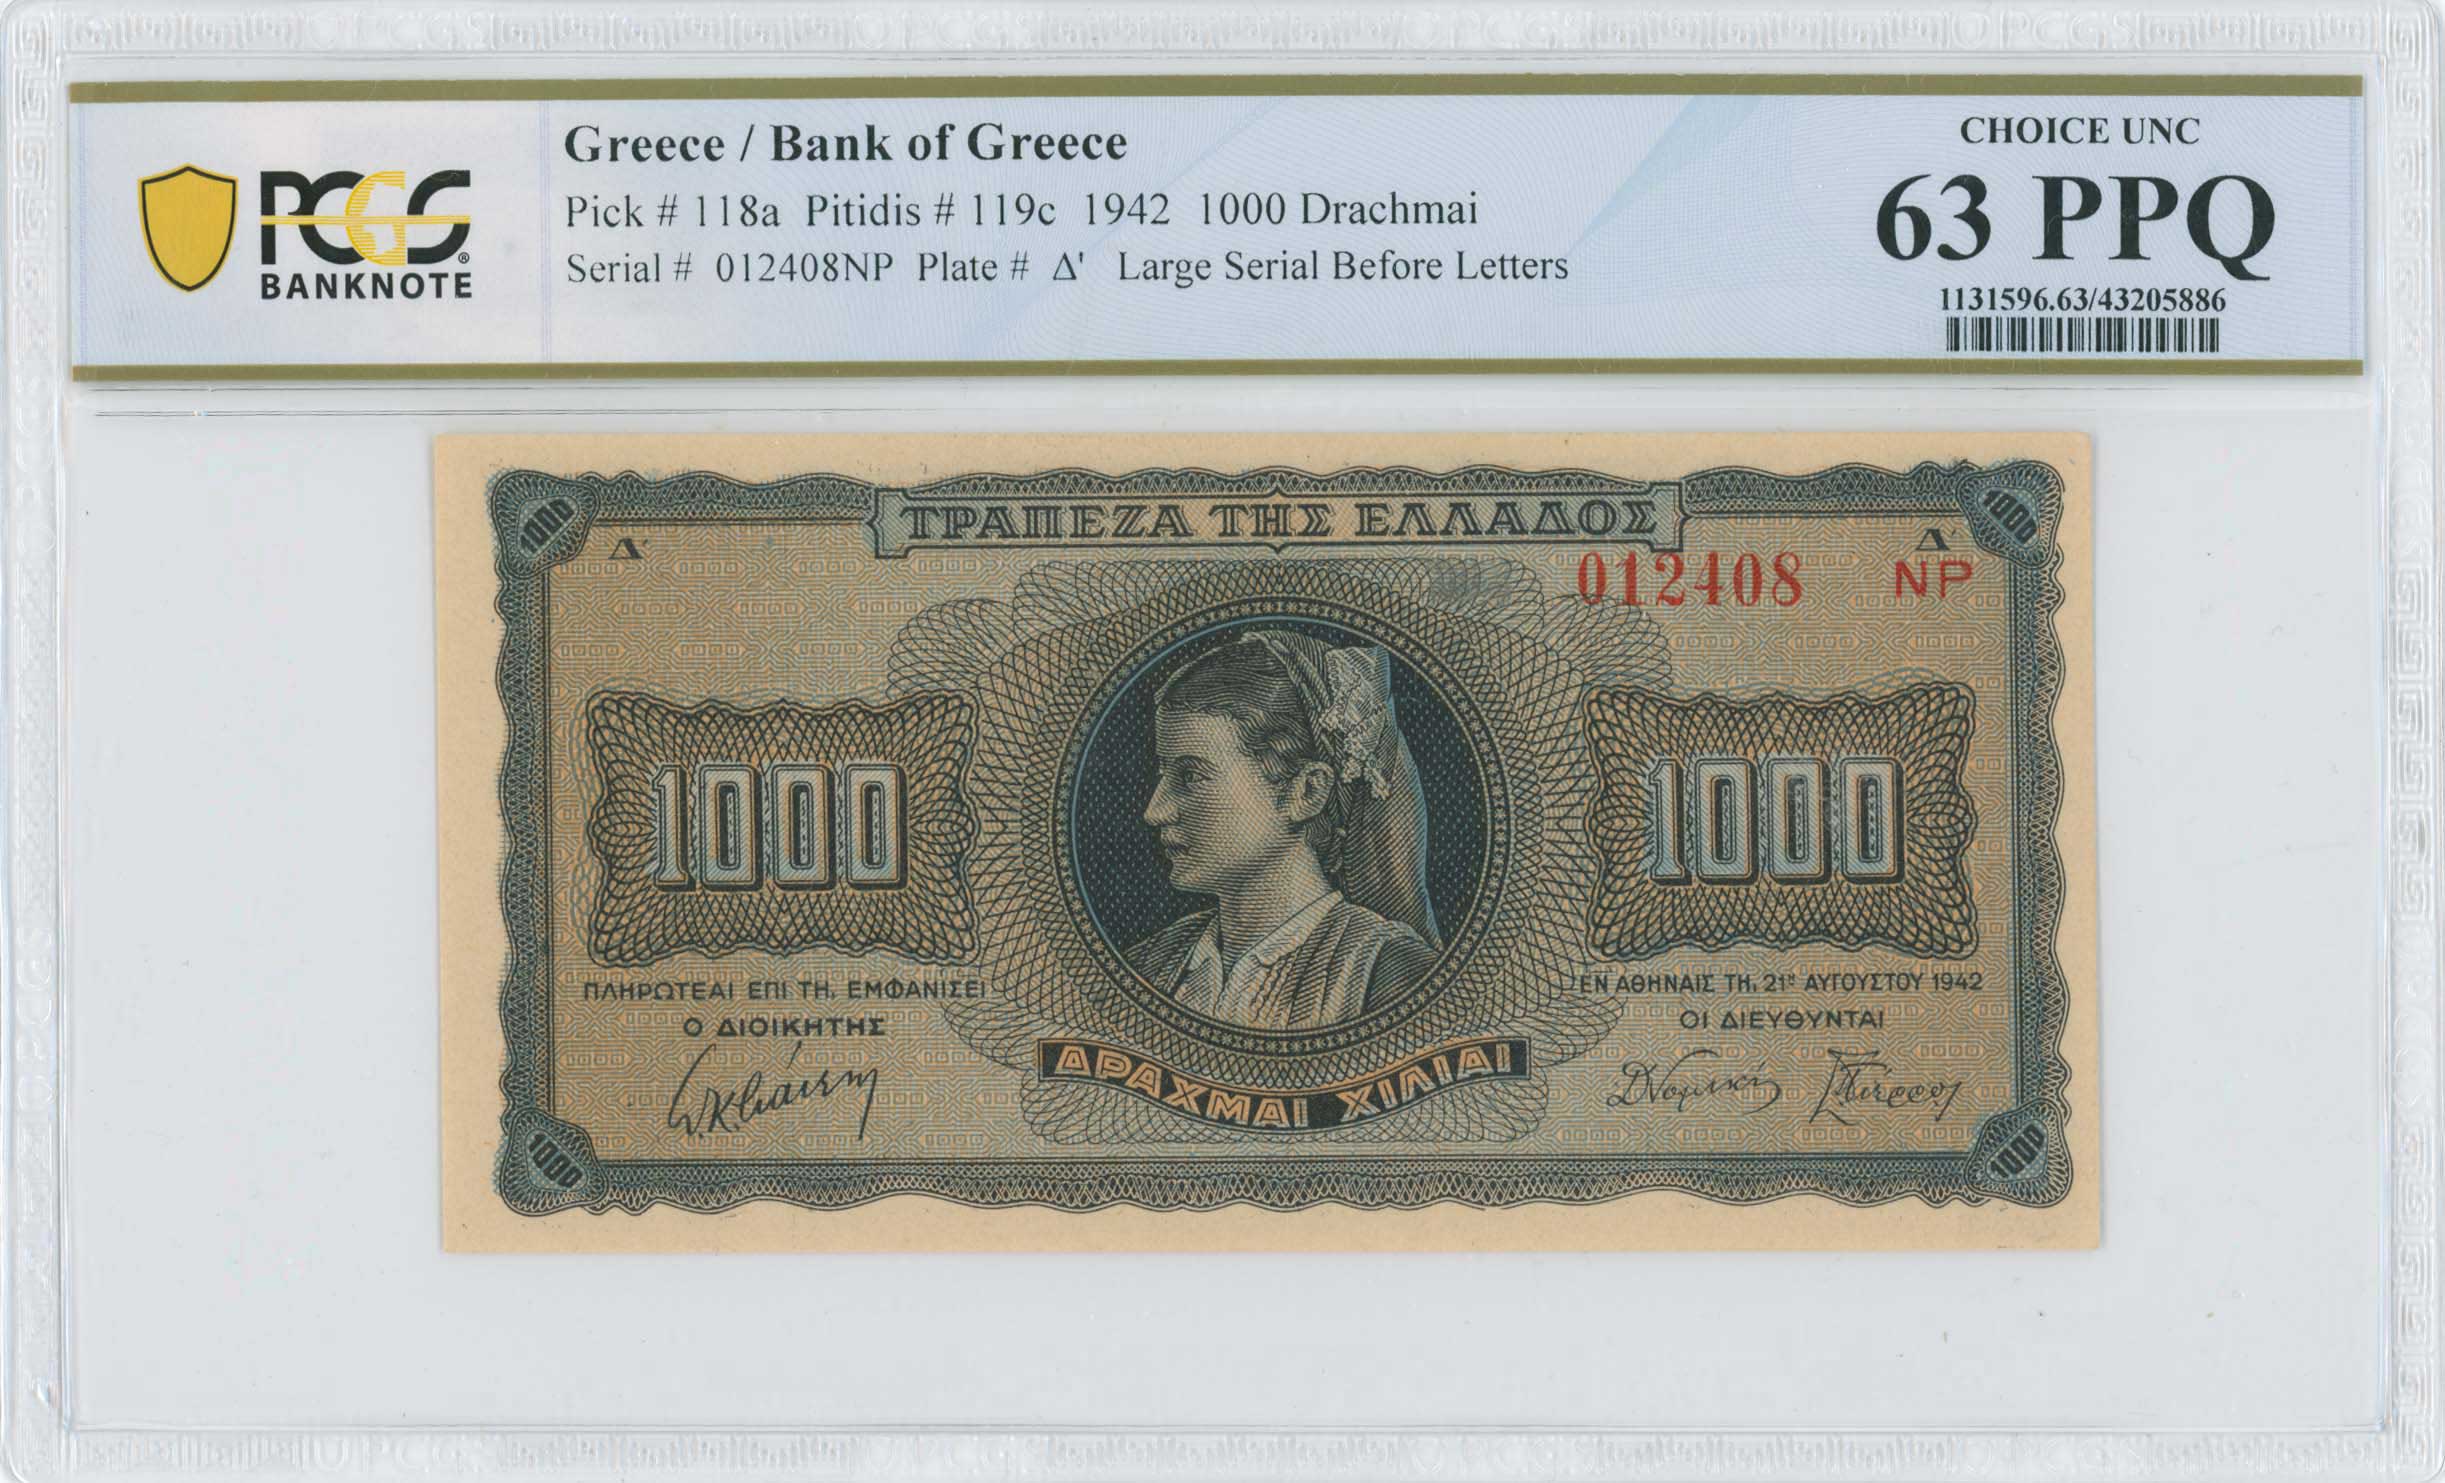 Greece / Bank of Greece
Pick # 118a Pitidis # 119c 1942 1000 Drachmai
Serial # 012408NP Plate # Δ' Large Serial Before Letters
PCGS
BANKNOTE
CHOICE UNC
63 PPQ
1131596.63/43205886
1000
ΤΡΑΠΕΖΑ ΤΗΣ ΕΛΛΑΔΟΣ
1000
Δ'
Δ'
012408 NP
1000
1000
ΠΛΗΡΩΤΕΑΙ ΕΠΙ ΤΗͺ ΕΜΦΑΝΙΣΕΙ
Ο ΔΙΟΙΚΗΤΗΣ
ΕΝ ΑΘΗΝΑΙΣ ΤΗͺ 21ῃ ΑΥΓΟΥΣΤΟΥ 1942
ΟΙ ΔΙΕΥΘΥΝΤΑΙ
ΔΡΑΧΜΑΙ ΧΙΛΙΑΙ
1000
1000